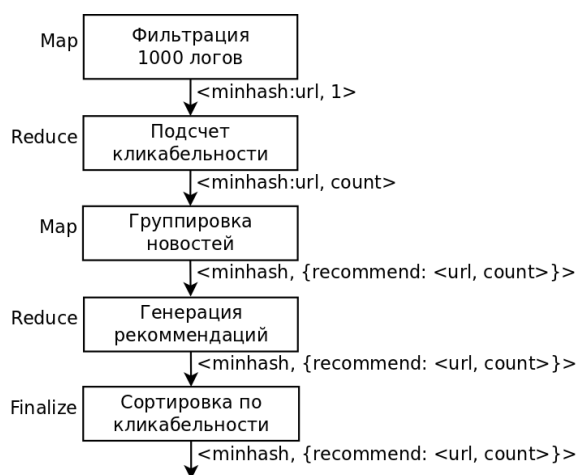 Map
Фильтрация
1000 логов
<minhash:url, 1>
Reduce
Подсчет
кликабельности
<minhash:url, count>
Map
Группировка
новостей
<minhash, {recommend: <url, count>}>
Reduce
Генерация
рекоммендаций
<minhash, {recommend: <url, count>}>
Finalize
Сортировка по
кликабельности
<minhash, {recommend: <url, count>}>